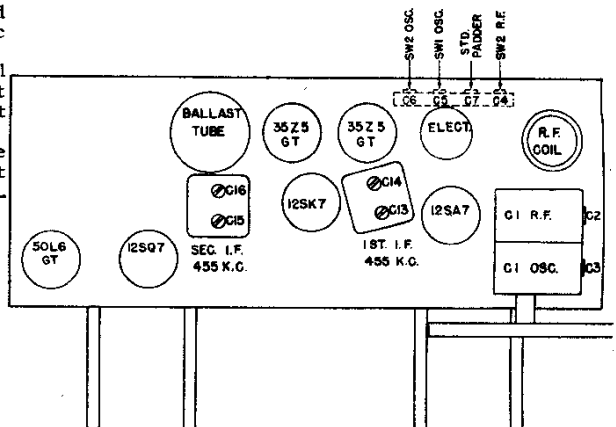 SW2 OSC.
SW1 OSC.
STD.
PADDER
SW2 R.F.
C6 C5 C7 C4
BALLAST
TUBE
35Z5
GT
35Z5
GT
ELECT.
R.F.
COIL
C16
C15
12SK7
C14
C13
12SA7
C1 R.F.
C2
SEC. I.F.
455 K.C.
1ST. I.F.
455 K.C.
50L6
GT
12SQ7
C1 OSC.
C3